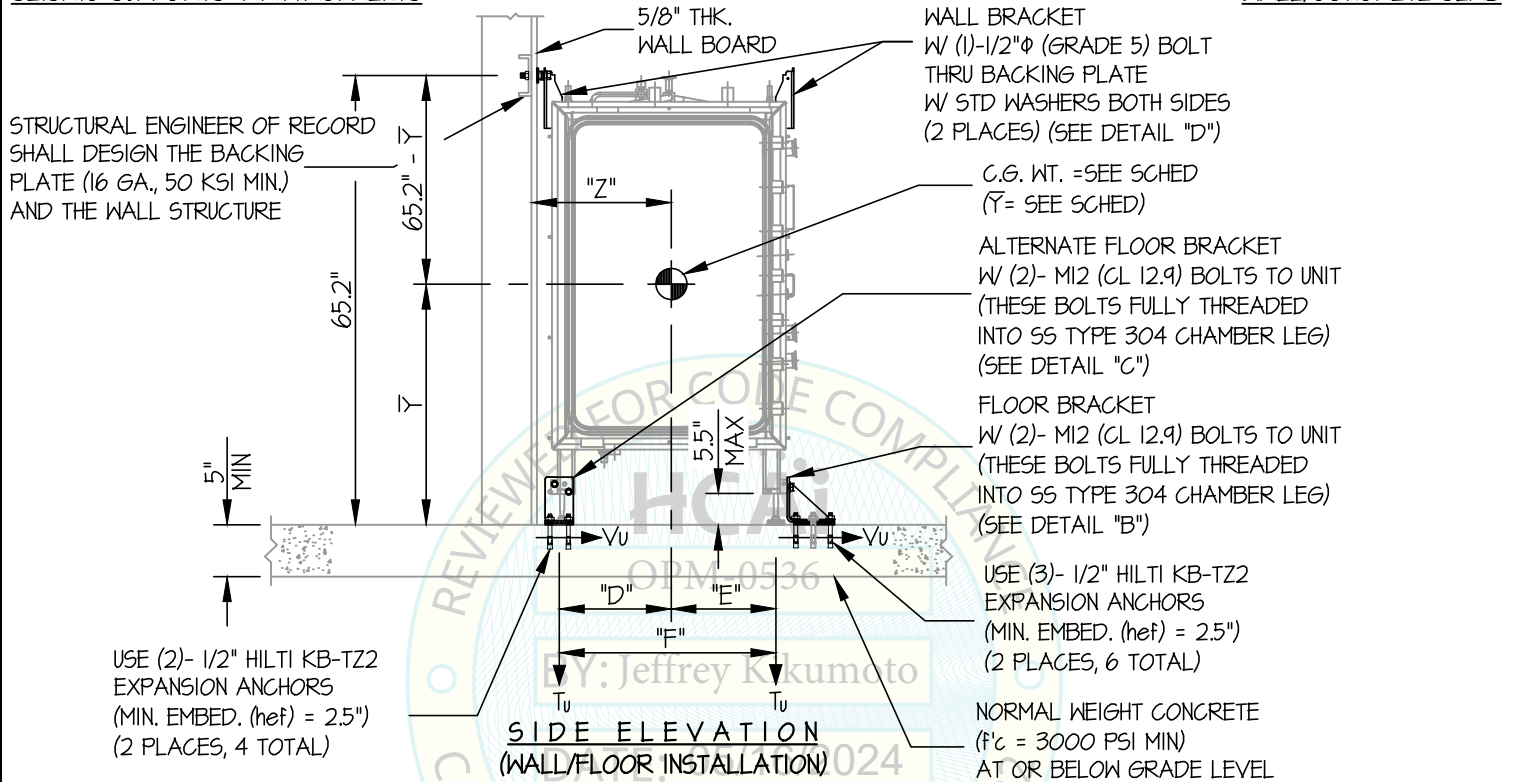 5/8" THK.
WALL BOARD
WALL BRACKET
W/ (1)-1/2"Φ (GRADE 5) BOLT
THRU BACKING PLATE
W/ STD WASHERS BOTH SIDES
(2 PLACES) (SEE DETAIL "D")
STRUCTURAL ENGINEER OF RECORD
SHALL DESIGN THE BACKING
PLATE (16 GA., 50 KSI MIN.)
AND THE WALL STRUCTURE
65.2" - Y̅
"Z"
C.G. WT. =SEE SCHED
(Y̅= SEE SCHED)
65.2"
ALTERNATE FLOOR BRACKET
W/ (2)- M12 (CL 12.9) BOLTS TO UNIT
(THESE BOLTS FULLY THREADED
INTO SS TYPE 304 CHAMBER LEG)
(SEE DETAIL "C")
Y̅
5.5"
MAX
5"
MIN
FLOOR BRACKET
W/ (2)- M12 (CL 12.9) BOLTS TO UNIT
(THESE BOLTS FULLY THREADED
INTO SS TYPE 304 CHAMBER LEG)
(SEE DETAIL "B")
REVIEWED FOR CODE COMPLIANCE
HCAi
Vu
Vu
OPM-0536
"D"
"E"
"F"
USE (3)- 1/2" HILTI KB-TZ2
EXPANSION ANCHORS
(MIN. EMBED. (hef) = 2.5")
(2 PLACES, 6 TOTAL)
USE (2)- 1/2" HILTI KB-TZ2
EXPANSION ANCHORS
(MIN. EMBED. (hef) = 2.5")
(2 PLACES, 4 TOTAL)
BY: Jeffrey Kikumoto
Tu
Tu
SIDE ELEVATION
(WALL/FLOOR INSTALLATION)
NORMAL WEIGHT CONCRETE
(f'c = 3000 PSI MIN)
AT OR BELOW GRADE LEVEL